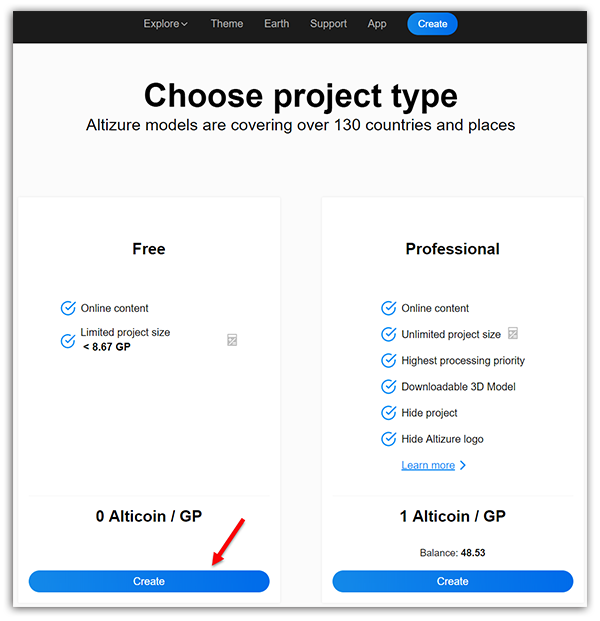 Explore Theme Earth Support App Create
Choose project type
Altizure models are covering over 130 countries and places
Free
Online content
Limited project size
< 8.67 GP
0 Alticoin / GP
Create
Professional
Online content
Unlimited project size
Highest processing priority
Downloadable 3D Model
Hide project
Hide Altizure logo
Learn more
1 Alticoin / GP
Balance: 48.53
Create